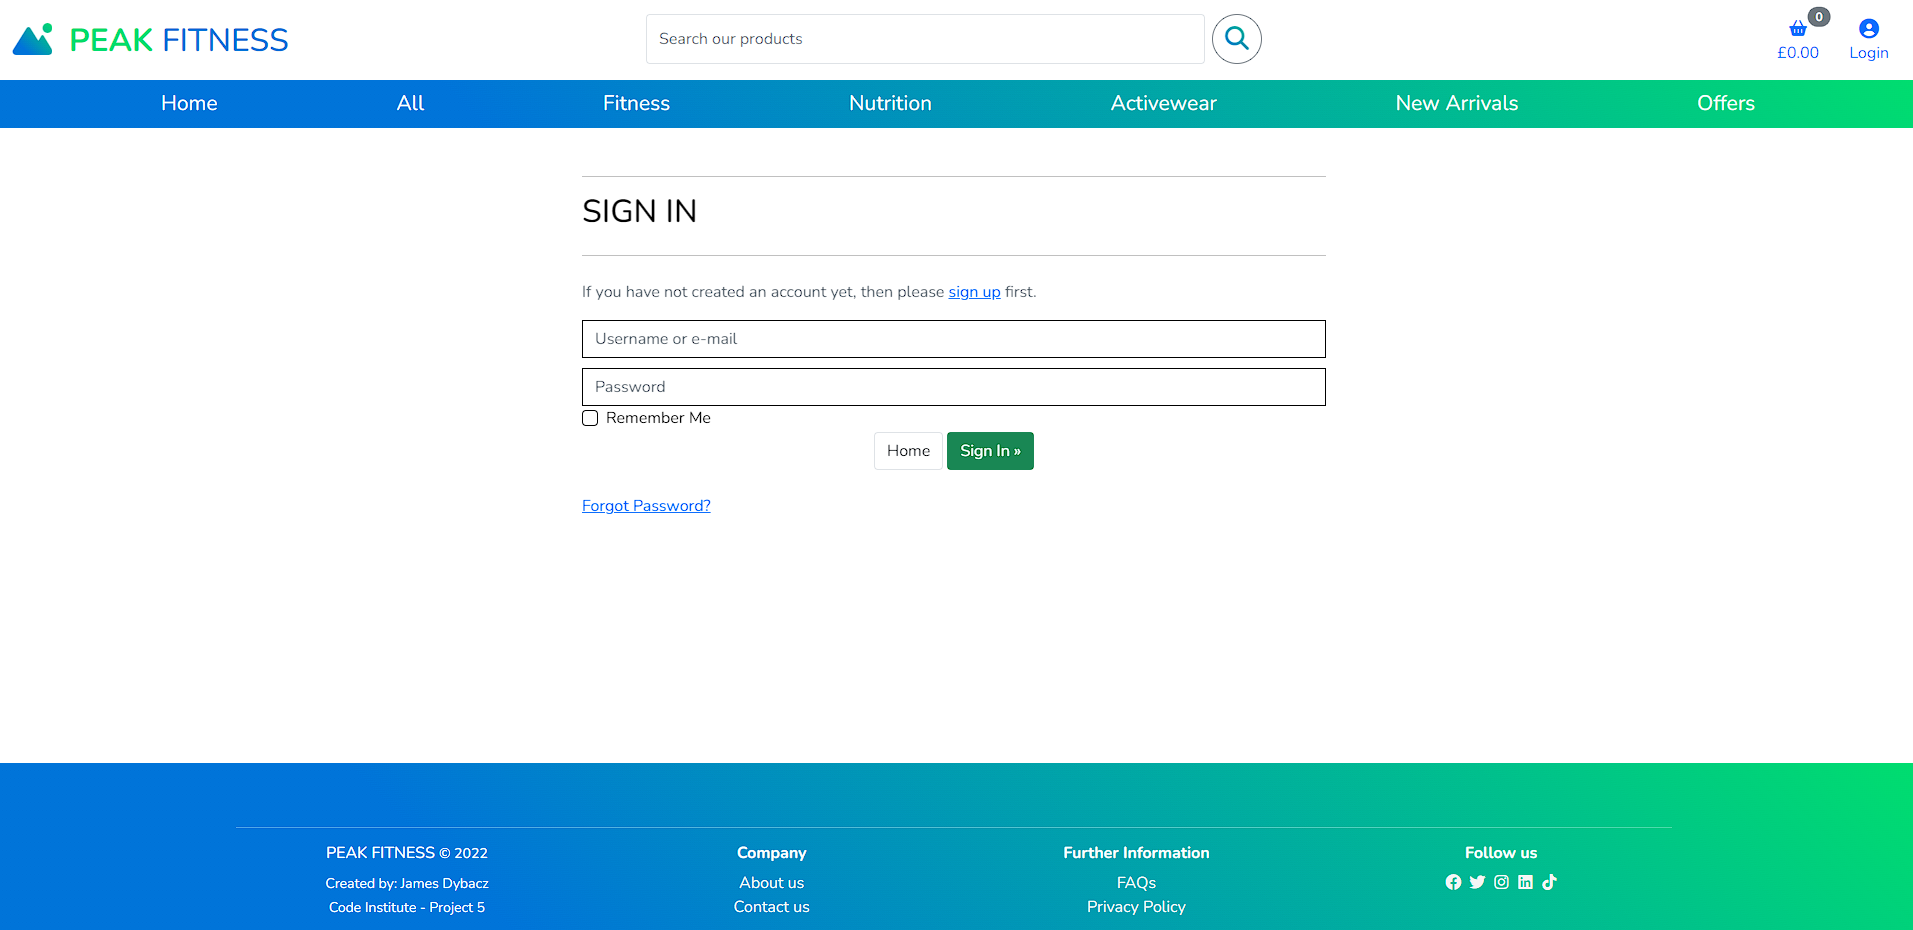 PEAK FITNESS
Search our products
0
£0.00
Login
Home All Fitness Nutrition Activewear New Arrivals Offers
SIGN IN
If you have not created an account yet, then please sign up first.
Username or e-mail
Password
Remember Me
Home Sign In »
Forgot Password?
PEAK FITNESS © 2022
Created by: James Dybacz
Code Institute - Project 5
Company
About us
Contact us
Further Information
FAQs
Privacy Policy
Follow us